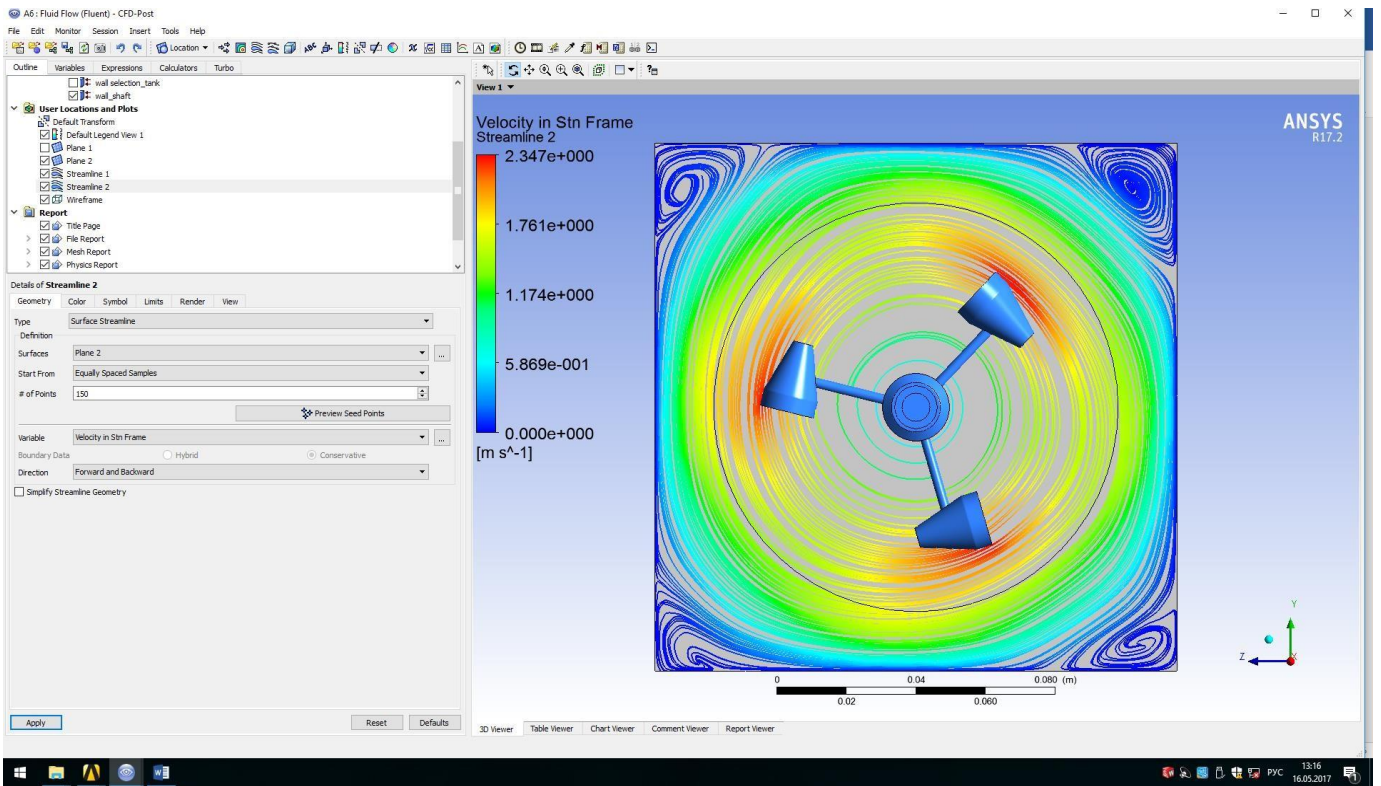 A6 : Fluid Flow (Fluent) - CFD-Post
File Edit Monitor Session Insert Tools Help
Location
Outline Variables Expressions Calculators Turbo
wall selection_tank
wall_shaft
User Locations and Plots
Default Transform
Default Legend View 1
Plane 1
Plane 2
Streamline 1
Streamline 2
Wireframe
Report
Title Page
File Report
Mesh Report
Physics Report
Details of Streamline 2
Geometry Color Symbol Limits Render View
Type Surface Streamline
Definition
Surfaces Plane 2 ...
Start From Equally Spaced Samples
# of Points 150
Preview Seed Points
Variable Velocity in Stn Frame ...
Boundary Data Hybrid Conservative
Direction Forward and Backward
Simplify Streamline Geometry
Apply Reset Defaults
View 1
Velocity in Stn Frame
Streamline 2
2.347e+000
1.761e+000
1.174e+000
5.869e-001
0.000e+000
[m s^-1]
ANSYS
R17.2
Y
Z X
0 0.04 0.080 (m)
0.02 0.060
3D Viewer Table Viewer Chart Viewer Comment Viewer Report Viewer
РУС
13:16
16.05.2017